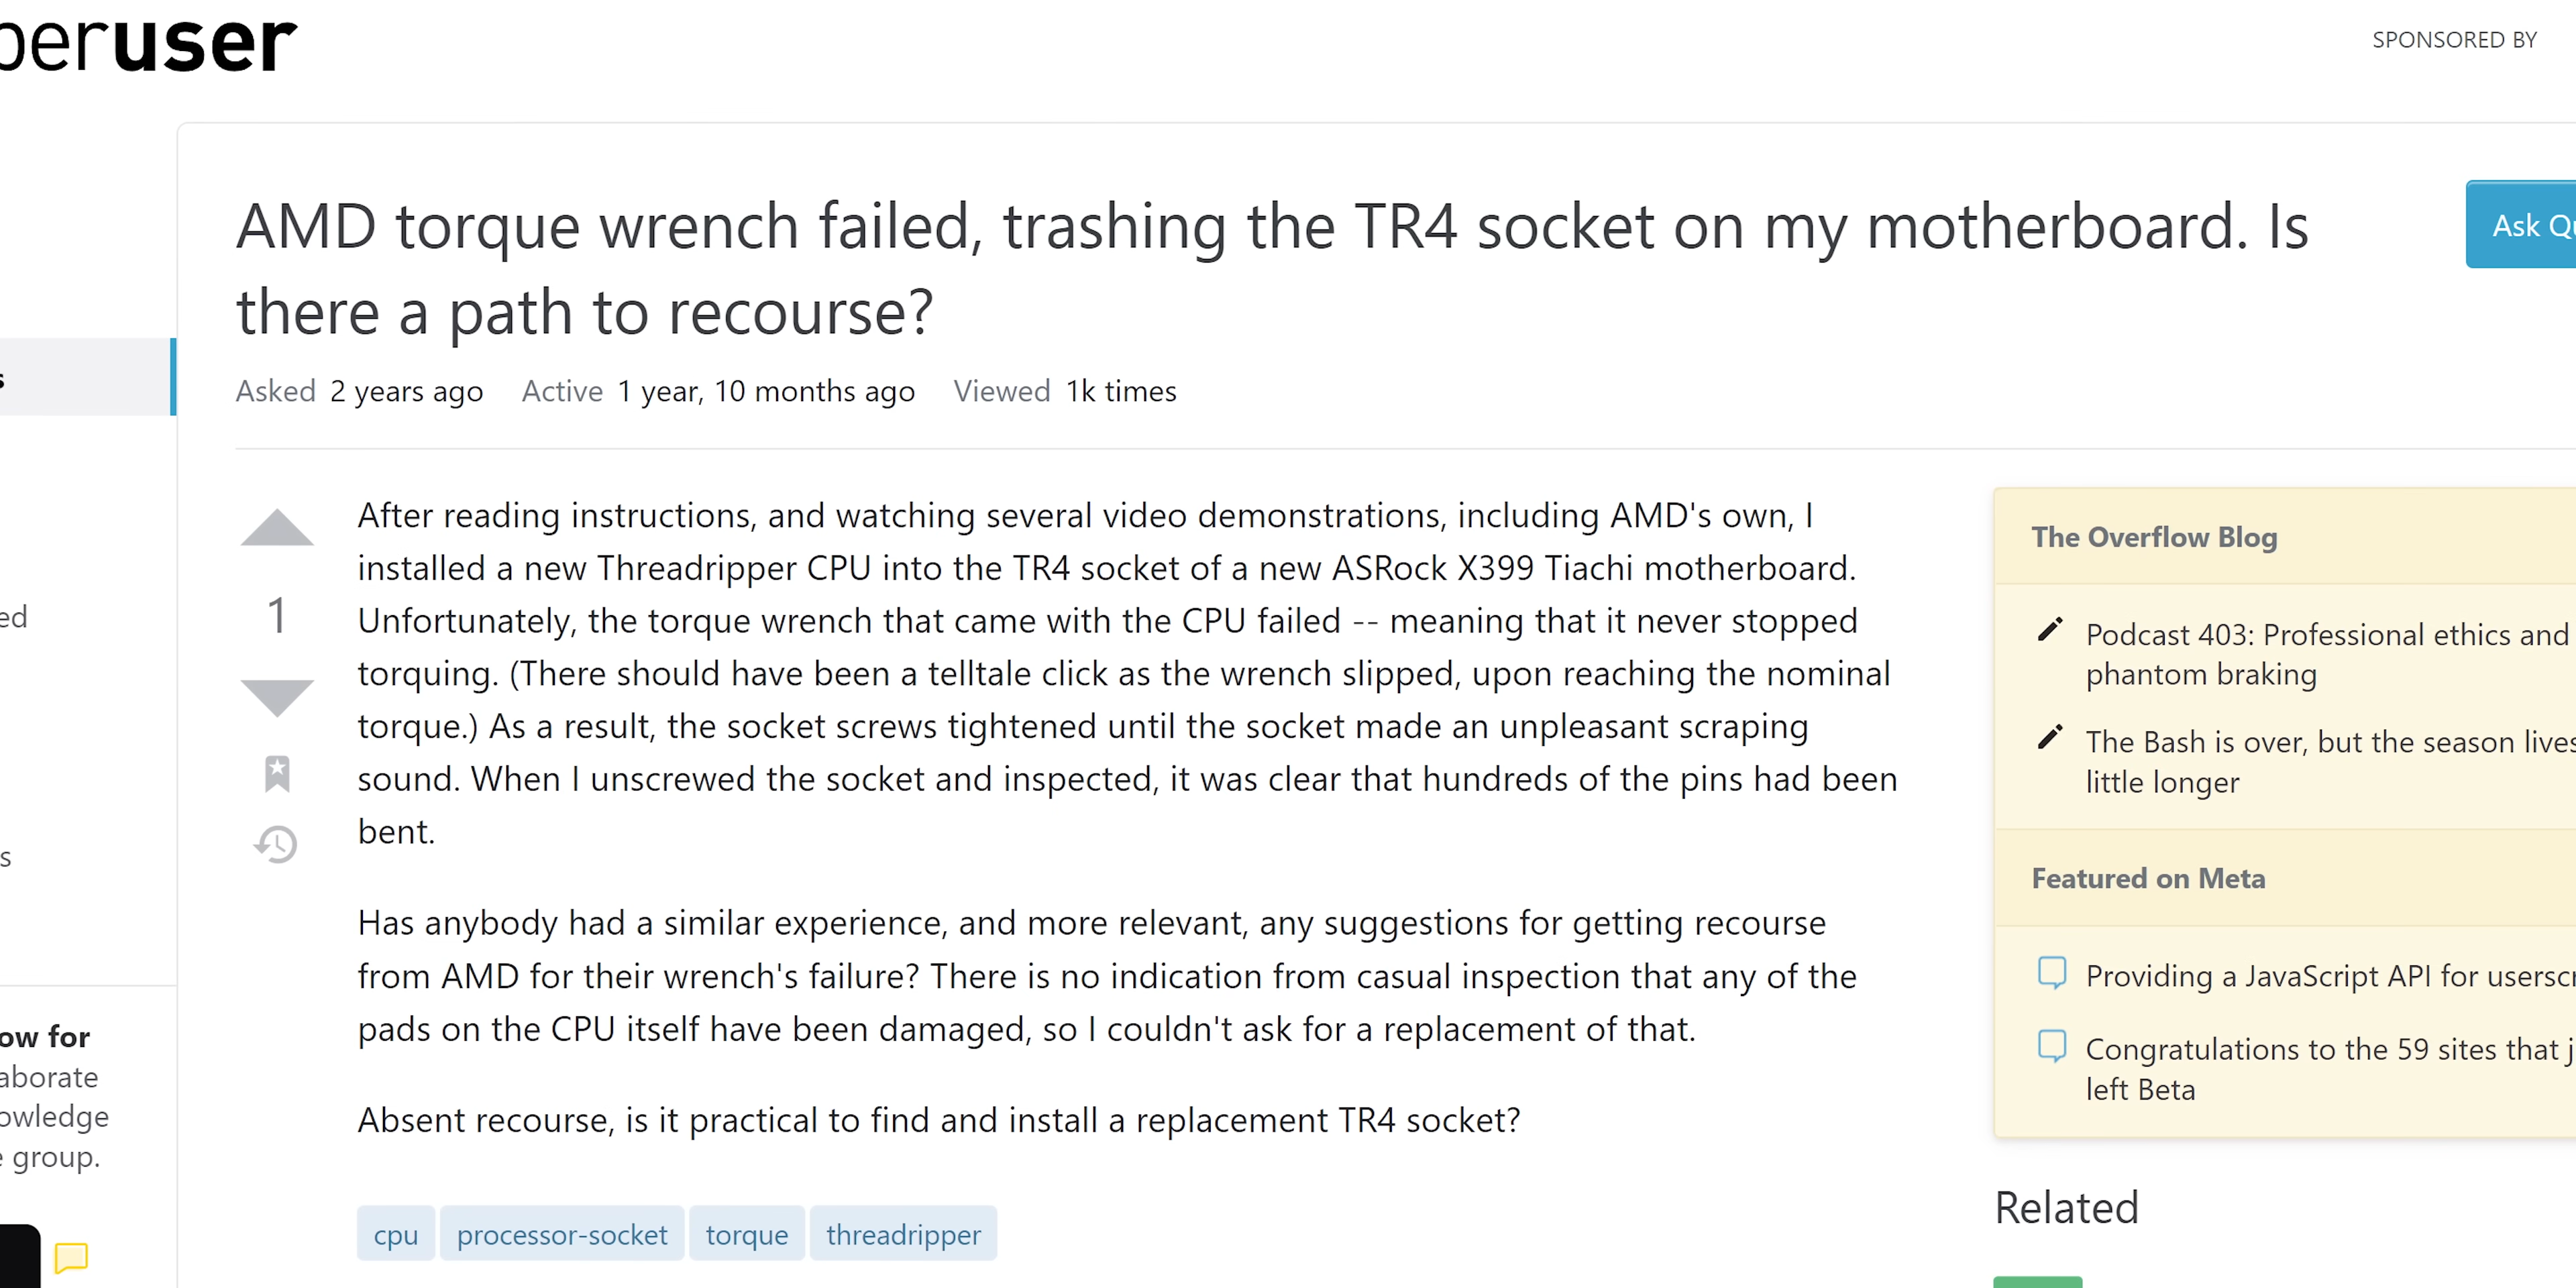 peruser
SPONSORED BY
AMD torque wrench failed, trashing the TR4 socket on my motherboard. Is
there a path to recourse?
Ask Qu
Asked 2 years ago Active 1 year, 10 months ago Viewed 1k times
1
After reading instructions, and watching several video demonstrations, including AMD's own, I
installed a new Threadripper CPU into the TR4 socket of a new ASRock X399 Tiachi motherboard.
Unfortunately, the torque wrench that came with the CPU failed -- meaning that it never stopped
torquing. (There should have been a telltale click as the wrench slipped, upon reaching the nominal
torque.) As a result, the socket screws tightened until the socket made an unpleasant scraping
sound. When I unscrewed the socket and inspected, it was clear that hundreds of the pins had been
bent.
Has anybody had a similar experience, and more relevant, any suggestions for getting recourse
from AMD for their wrench's failure? There is no indication from casual inspection that any of the
pads on the CPU itself have been damaged, so I couldn't ask for a replacement of that.
Absent recourse, is it practical to find and install a replacement TR4 socket?
cpu processor-socket torque threadripper
s
ed
s
ow for
aborate
owledge
e group.
The Overflow Blog
Podcast 403: Professional ethics and
phantom braking
The Bash is over, but the season lives
little longer
Featured on Meta
Providing a JavaScript API for userscr
Congratulations to the 59 sites that j
left Beta
Related